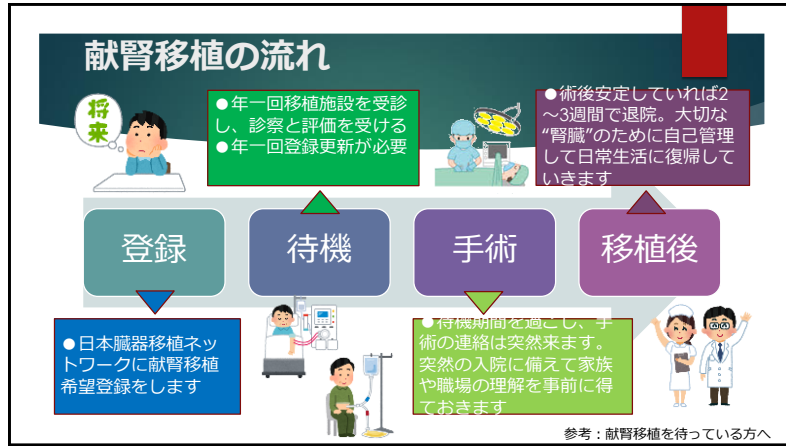 献腎移植の流れ
将
来
●年一回移植施設を受診
し、診察と評価を受ける
●年一回登録更新が必要
●術後安定していれば2
～3週間で退院。大切な
“腎臓”のために自己管理
して日常生活に復帰して
いきます
登録
待機
手術
移植後
●日本臓器移植ネッ
トワークに献腎移植
希望登録をします
●待機期間を過ごし、手
術の連絡は突然来ます。
突然の入院に備えて家族
や職場の理解を事前に得
ておきます
参考：献腎移植を待っている方へ